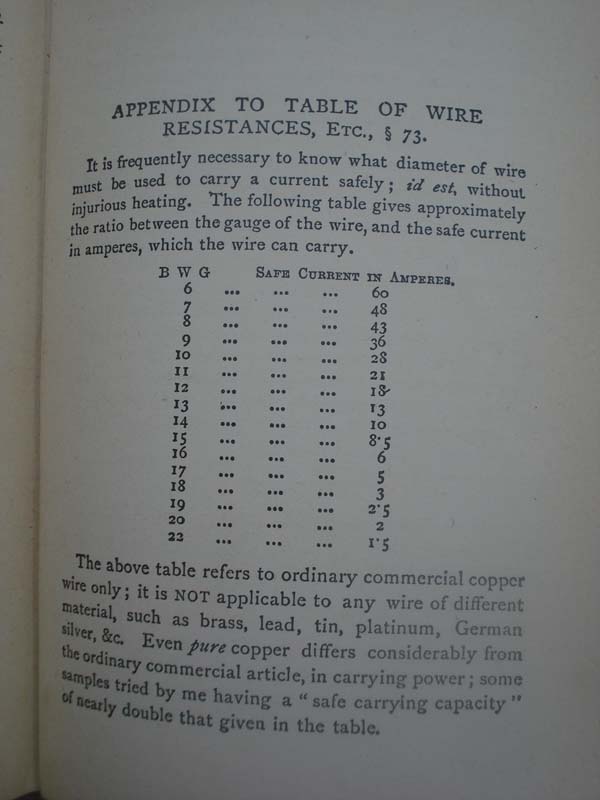 APPENDIX TO TABLE OF WIRE
RESISTANCES, ETC., § 73.
It is frequently necessary to know what diameter of wire
must be used to carry a current safely; id est, without
injurious heating. The following table gives approximately
the ratio between the gauge of the wire, and the safe current
in amperes, which the wire can carry.
B W G SAFE CURRENT IN AMPERES.
6 ... ... ... 60
7 ... ... ... 48
8 ... ... ... 43
9 ... ... ... 36
10 ... ... ... 28
11 ... ... ... 21
12 ... ... ... 18
13 ... ... ... 13
14 ... ... ... 10
15 ... ... ... 8·5
16 ... ... ... 6
17 ... ... ... 5
18 ... ... ... 3
19 ... ... ... 2·5
20 ... ... ... 2
22 ... ... ... 1·5
The above table refers to ordinary commercial copper
wire only; it is NOT applicable to any wire of different
material, such as brass, lead, tin, platinum, German
silver, &c. Even pure copper differs considerably from
the ordinary commercial article, in carrying power; some
samples tried by me having a "safe carrying capacity"
of nearly double that given in the table.